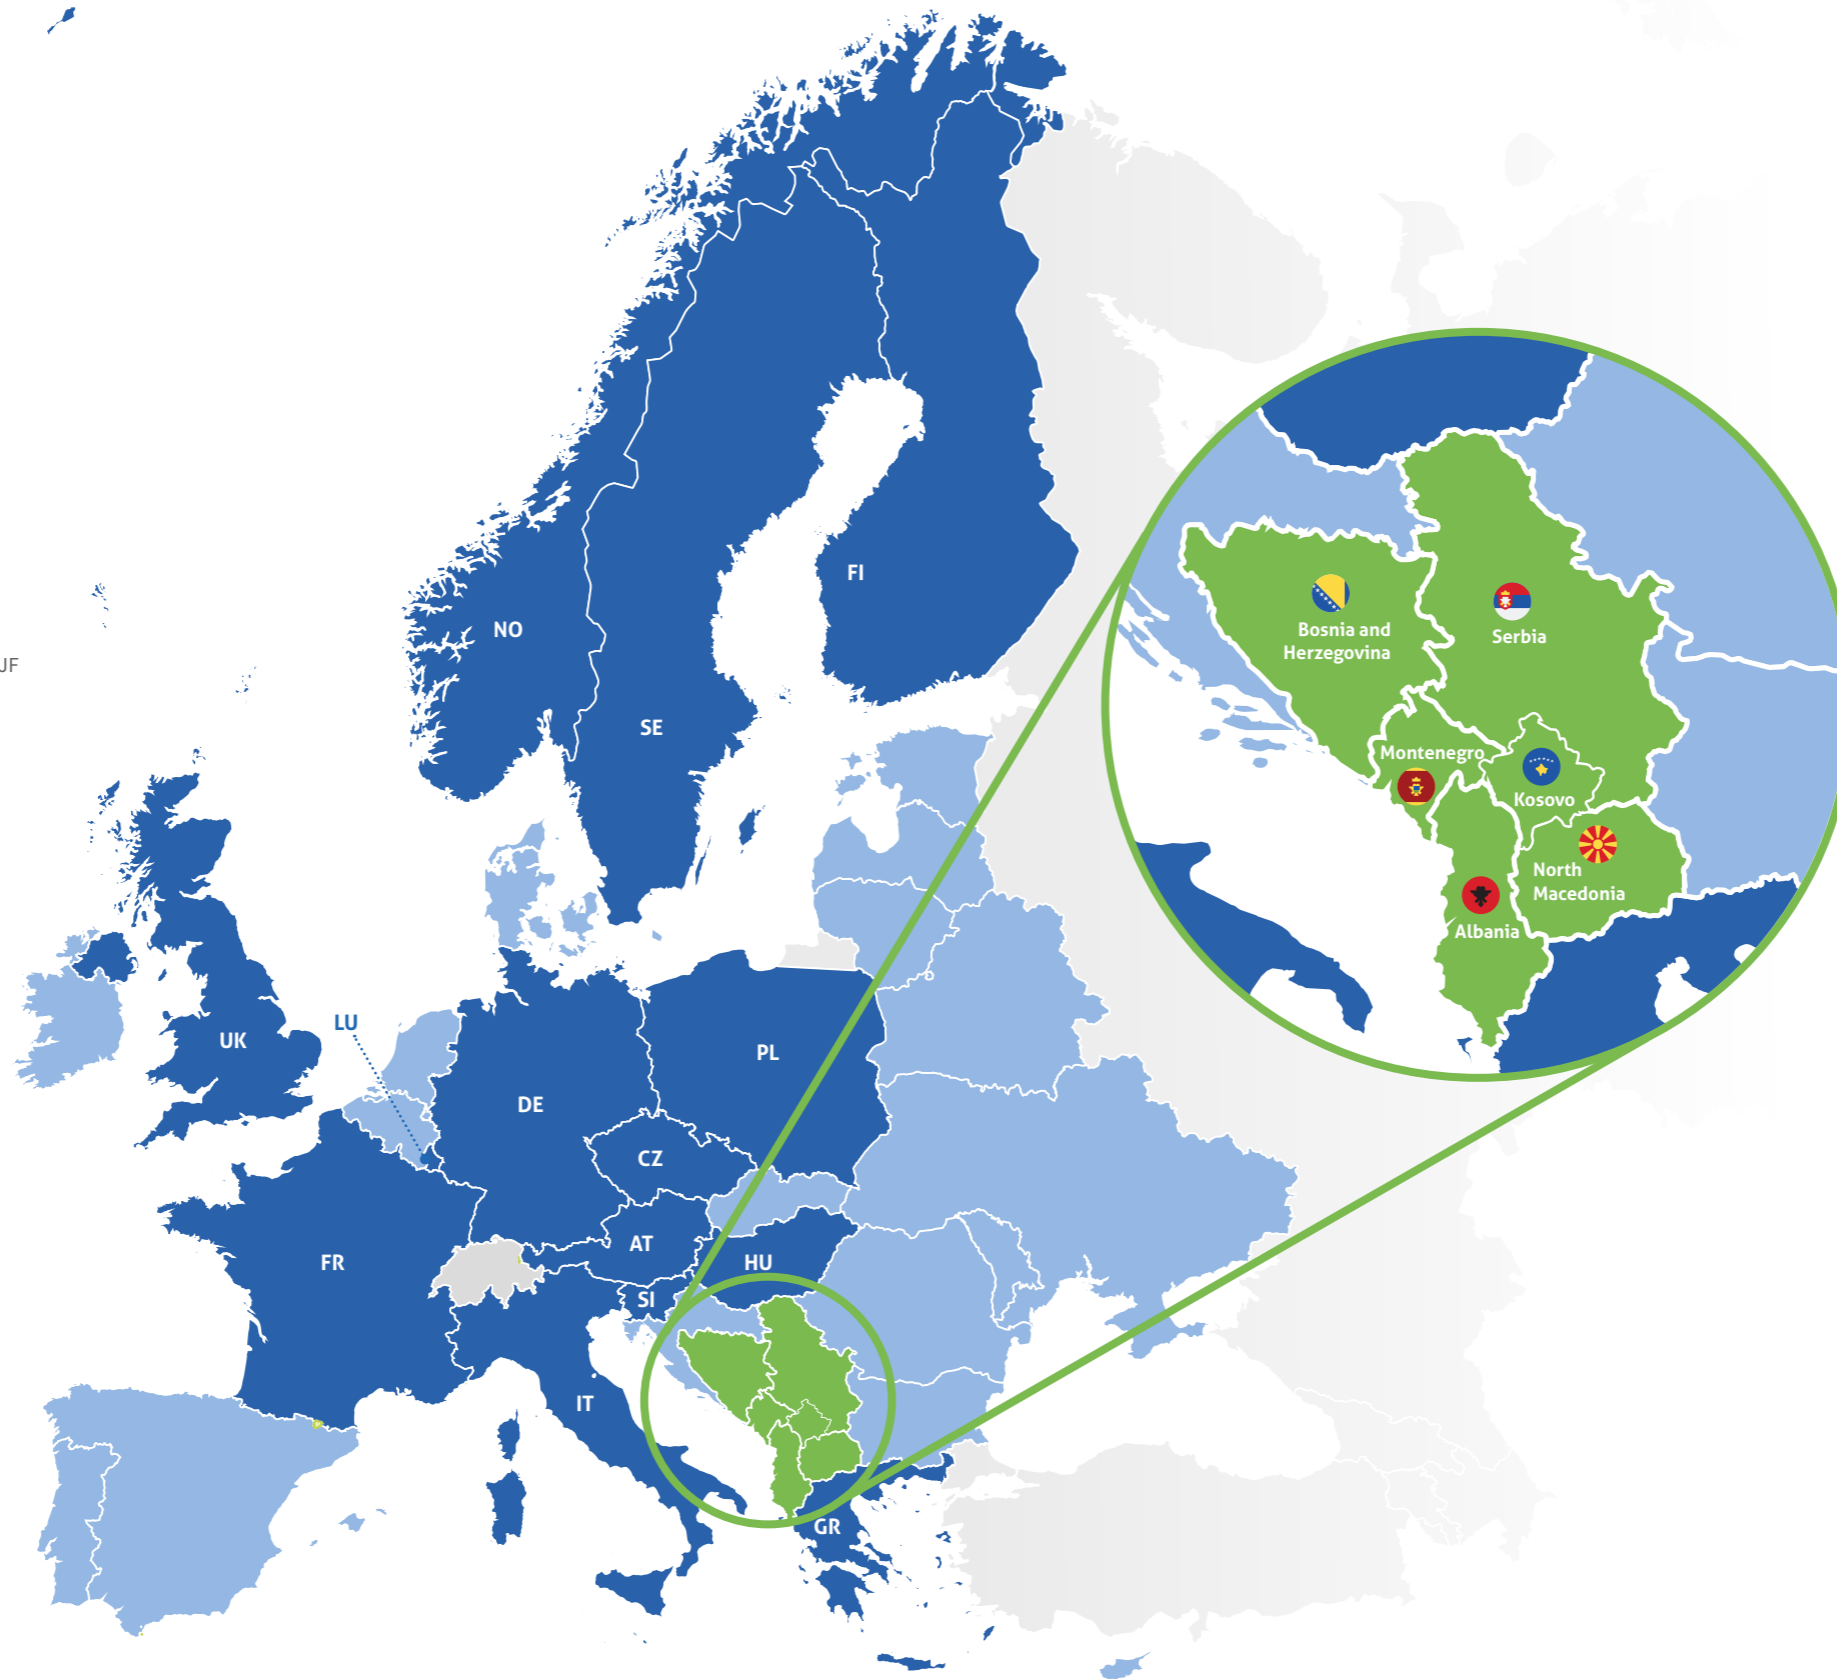 FI
NO
JF
SE
Bosnia and
Herzegovina
Serbia
Montenegro
Kosovo
North
Macedonia
Albania
LU
UK
PL
DE
CZ
AT
FR
HU
SI
IT
GR